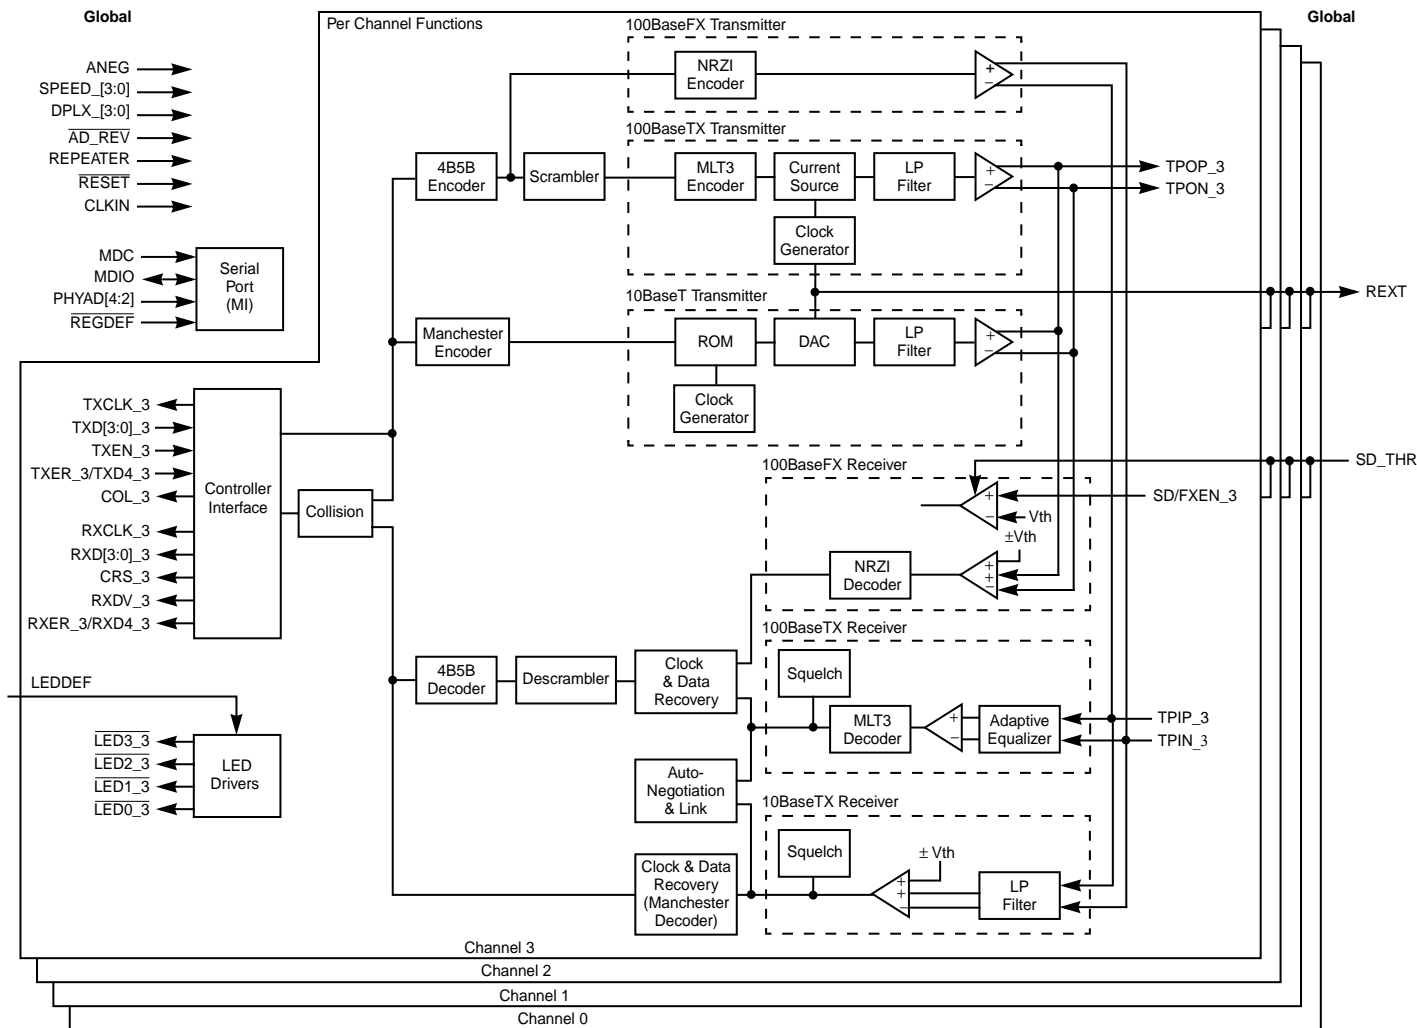 Global
Per Channel Functions
100BaseFX Transmitter
Global
ANEG
SPEED_[3:0]
DPLX_[3:0]
AD_REV
REPEATER
RESET
CLKIN
NRZI
Encoder
+
−
100BaseTX Transmitter
4B5B
Encoder
Scrambler
MLT3
Encoder
Current
Source
LP
Filter
+
−
TPOP_3
TPON_3
Clock
Generator
MDC
MDIO
PHYAD[4:2]
REGDEF
Serial
Port
(MI)
REXT
10BaseT Transmitter
Manchester
Encoder
ROM
DAC
LP
Filter
+
−
Clock
Generator
TXCLK_3
TXD[3:0]_3
TXEN_3
TXER_3/TXD4_3
COL_3
RXCLK_3
RXD[3:0]_3
CRS_3
RXDV_3
RXER_3/RXD4_3
Controller
Interface
Collision
100BaseFX Receiver
SD_THR
+
−
SD/FXEN_3
Vth
±Vth
NRZI
Decoder
+
+
−
100BaseTX Receiver
4B5B
Decoder
Descrambler
Clock
& Data
Recovery
Squelch
MLT3
Decoder
+
−
Adaptive
Equalizer
TPIP_3
TPIN_3
LEDDEF
LED3_3
LED2_3
LED1_3
LED0_3
LED
Drivers
Auto-
Negotiation
& Link
10BaseTX Receiver
Squelch
± Vth
+
+
−
LP
Filter
Clock & Data
Recovery
(Manchester
Decoder)
Channel 3
Channel 2
Channel 1
Channel 0